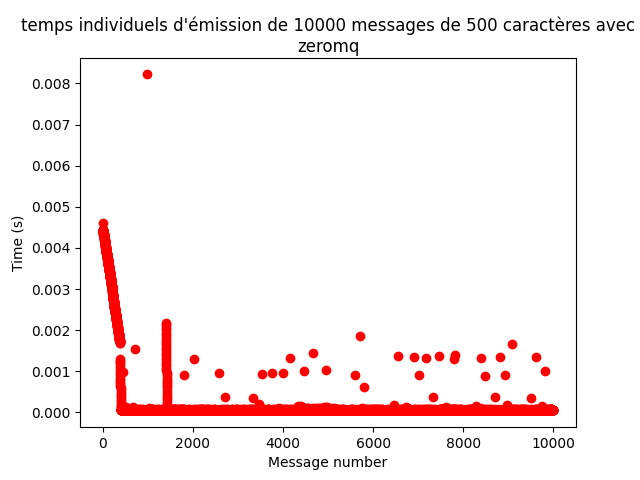 temps individuels d'émission de 10000 messages de 500 caractères avec
zeromq
0.008
0.007
0.006
0.005
0.004
0.003
0.002
0.001
0.000
Time (s)
0 2000 4000 6000 8000 10000
Message number